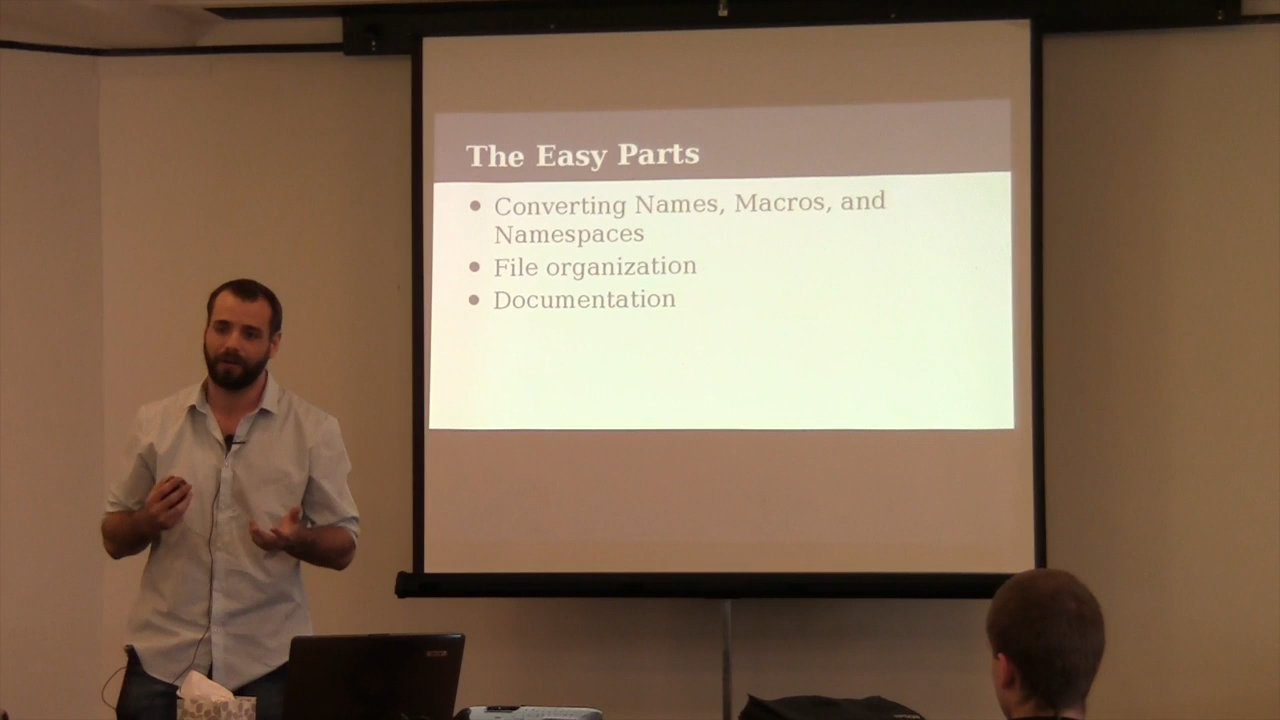 The Easy Parts
• Converting Names, Macros, and
Namespaces
• File organization
• Documentation